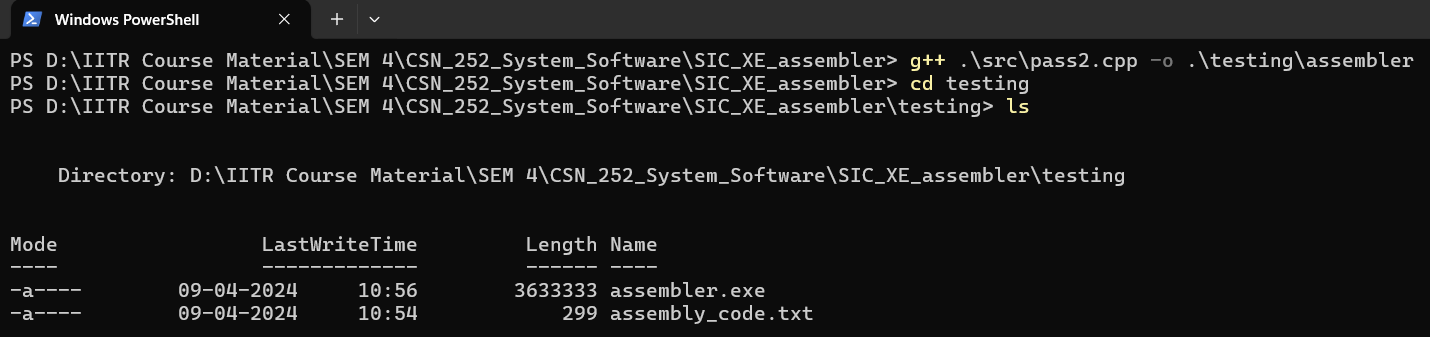 Windows PowerShell
PS D:\IITR Course Material\SEM 4\CSN_252_System_Software\SIC_XE_assembler> g++ .\src\pass2.cpp -o .\testing\assembler
PS D:\IITR Course Material\SEM 4\CSN_252_System_Software\SIC_XE_assembler> cd testing
PS D:\IITR Course Material\SEM 4\CSN_252_System_Software\SIC_XE_assembler\testing> ls
Directory: D:\IITR Course Material\SEM 4\CSN_252_System_Software\SIC_XE_assembler\testing
Mode                 LastWriteTime         Length Name
----                 -------------         ------ ----
-a----        09-04-2024     10:56        3633333 assembler.exe
-a----        09-04-2024     10:54            299 assembly_code.txt